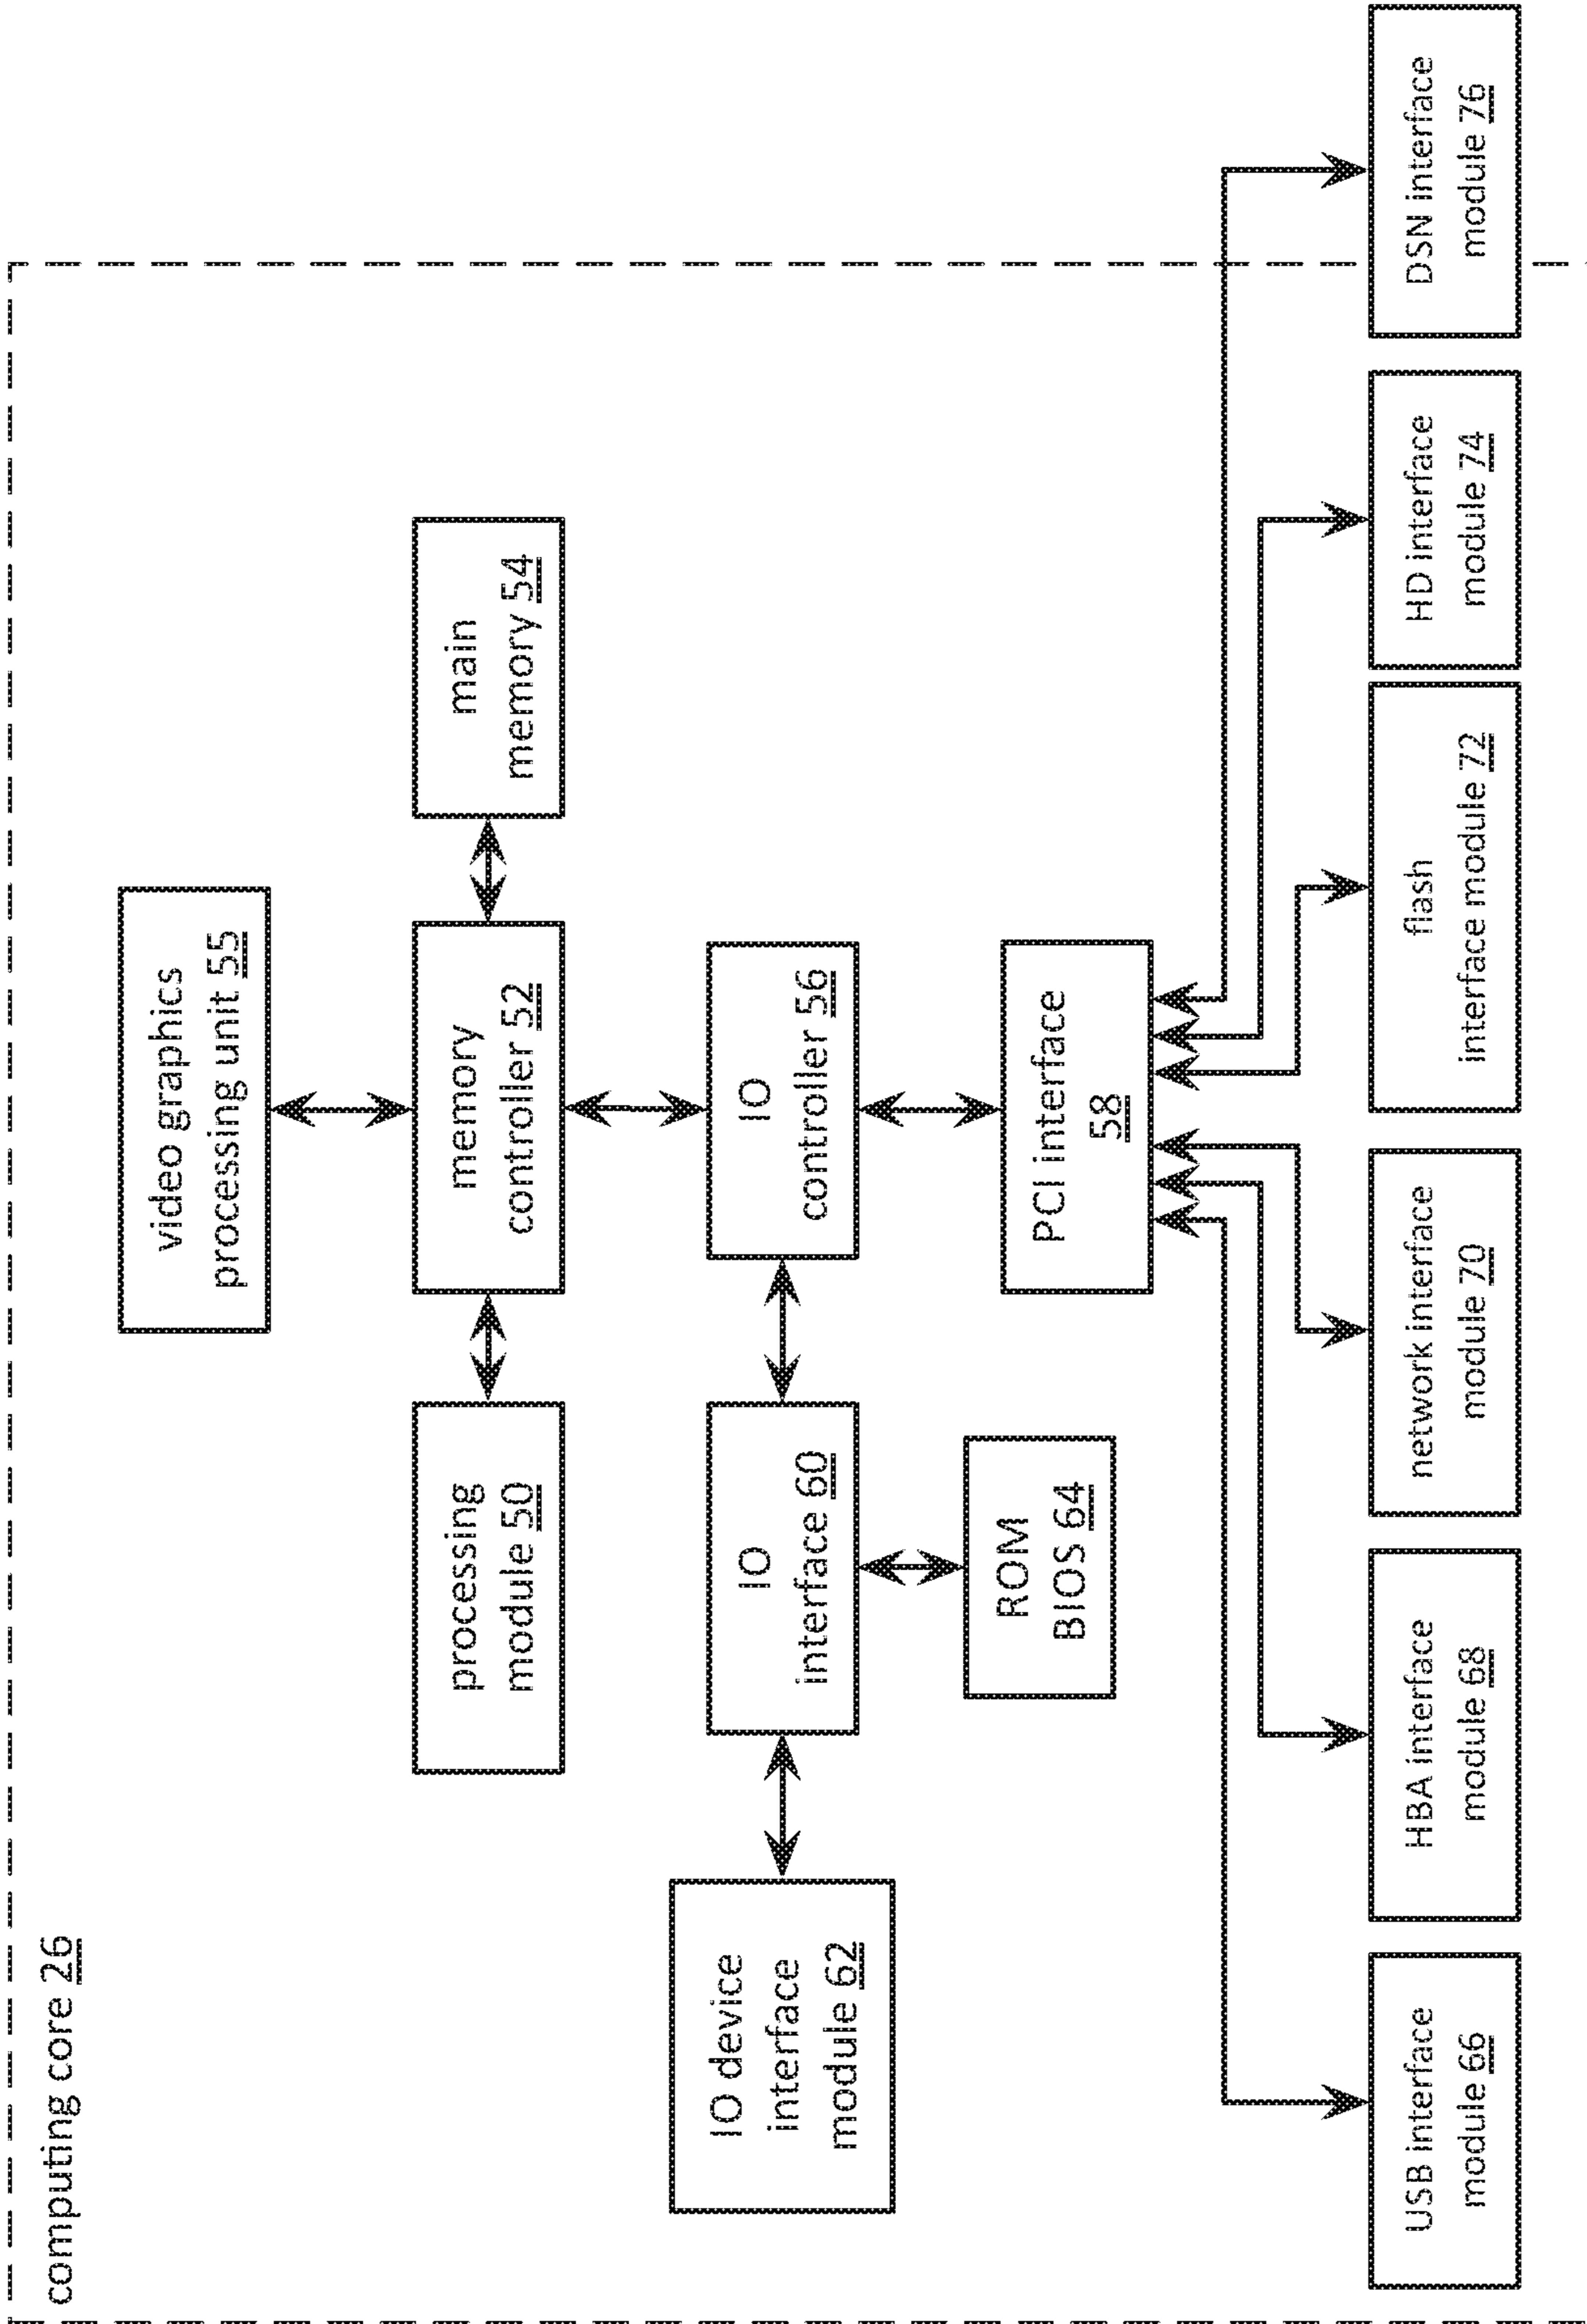 computing core 26
video graphics
processing unit 55
processing
module 50
memory
controller 52
main
memory 54
IO device
interface
module 62
IO
interface 60
IO
controller 56
ROM
BIOS 64
PCI interface
58
USB interface
module 66
HBA interface
module 68
network interface
module 70
flash
interface module 72
HD interface
module 74
DSN interface
module 76